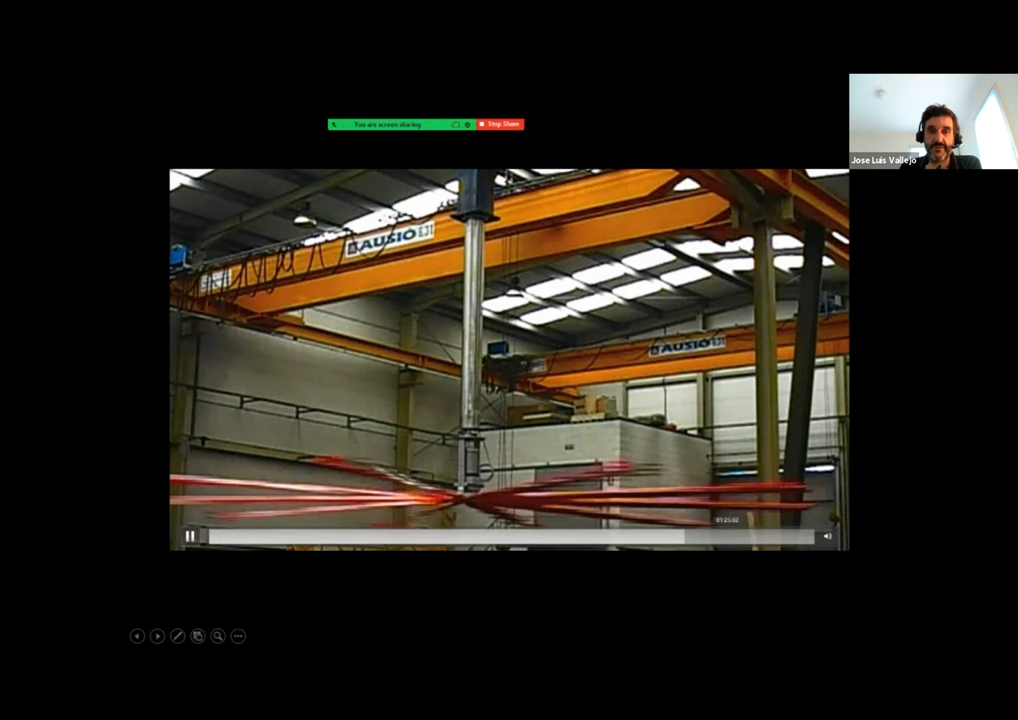 You are screen sharing
Stop Share
Jose Luis Vallejo
AUSIO
AUSIO
01:25.02